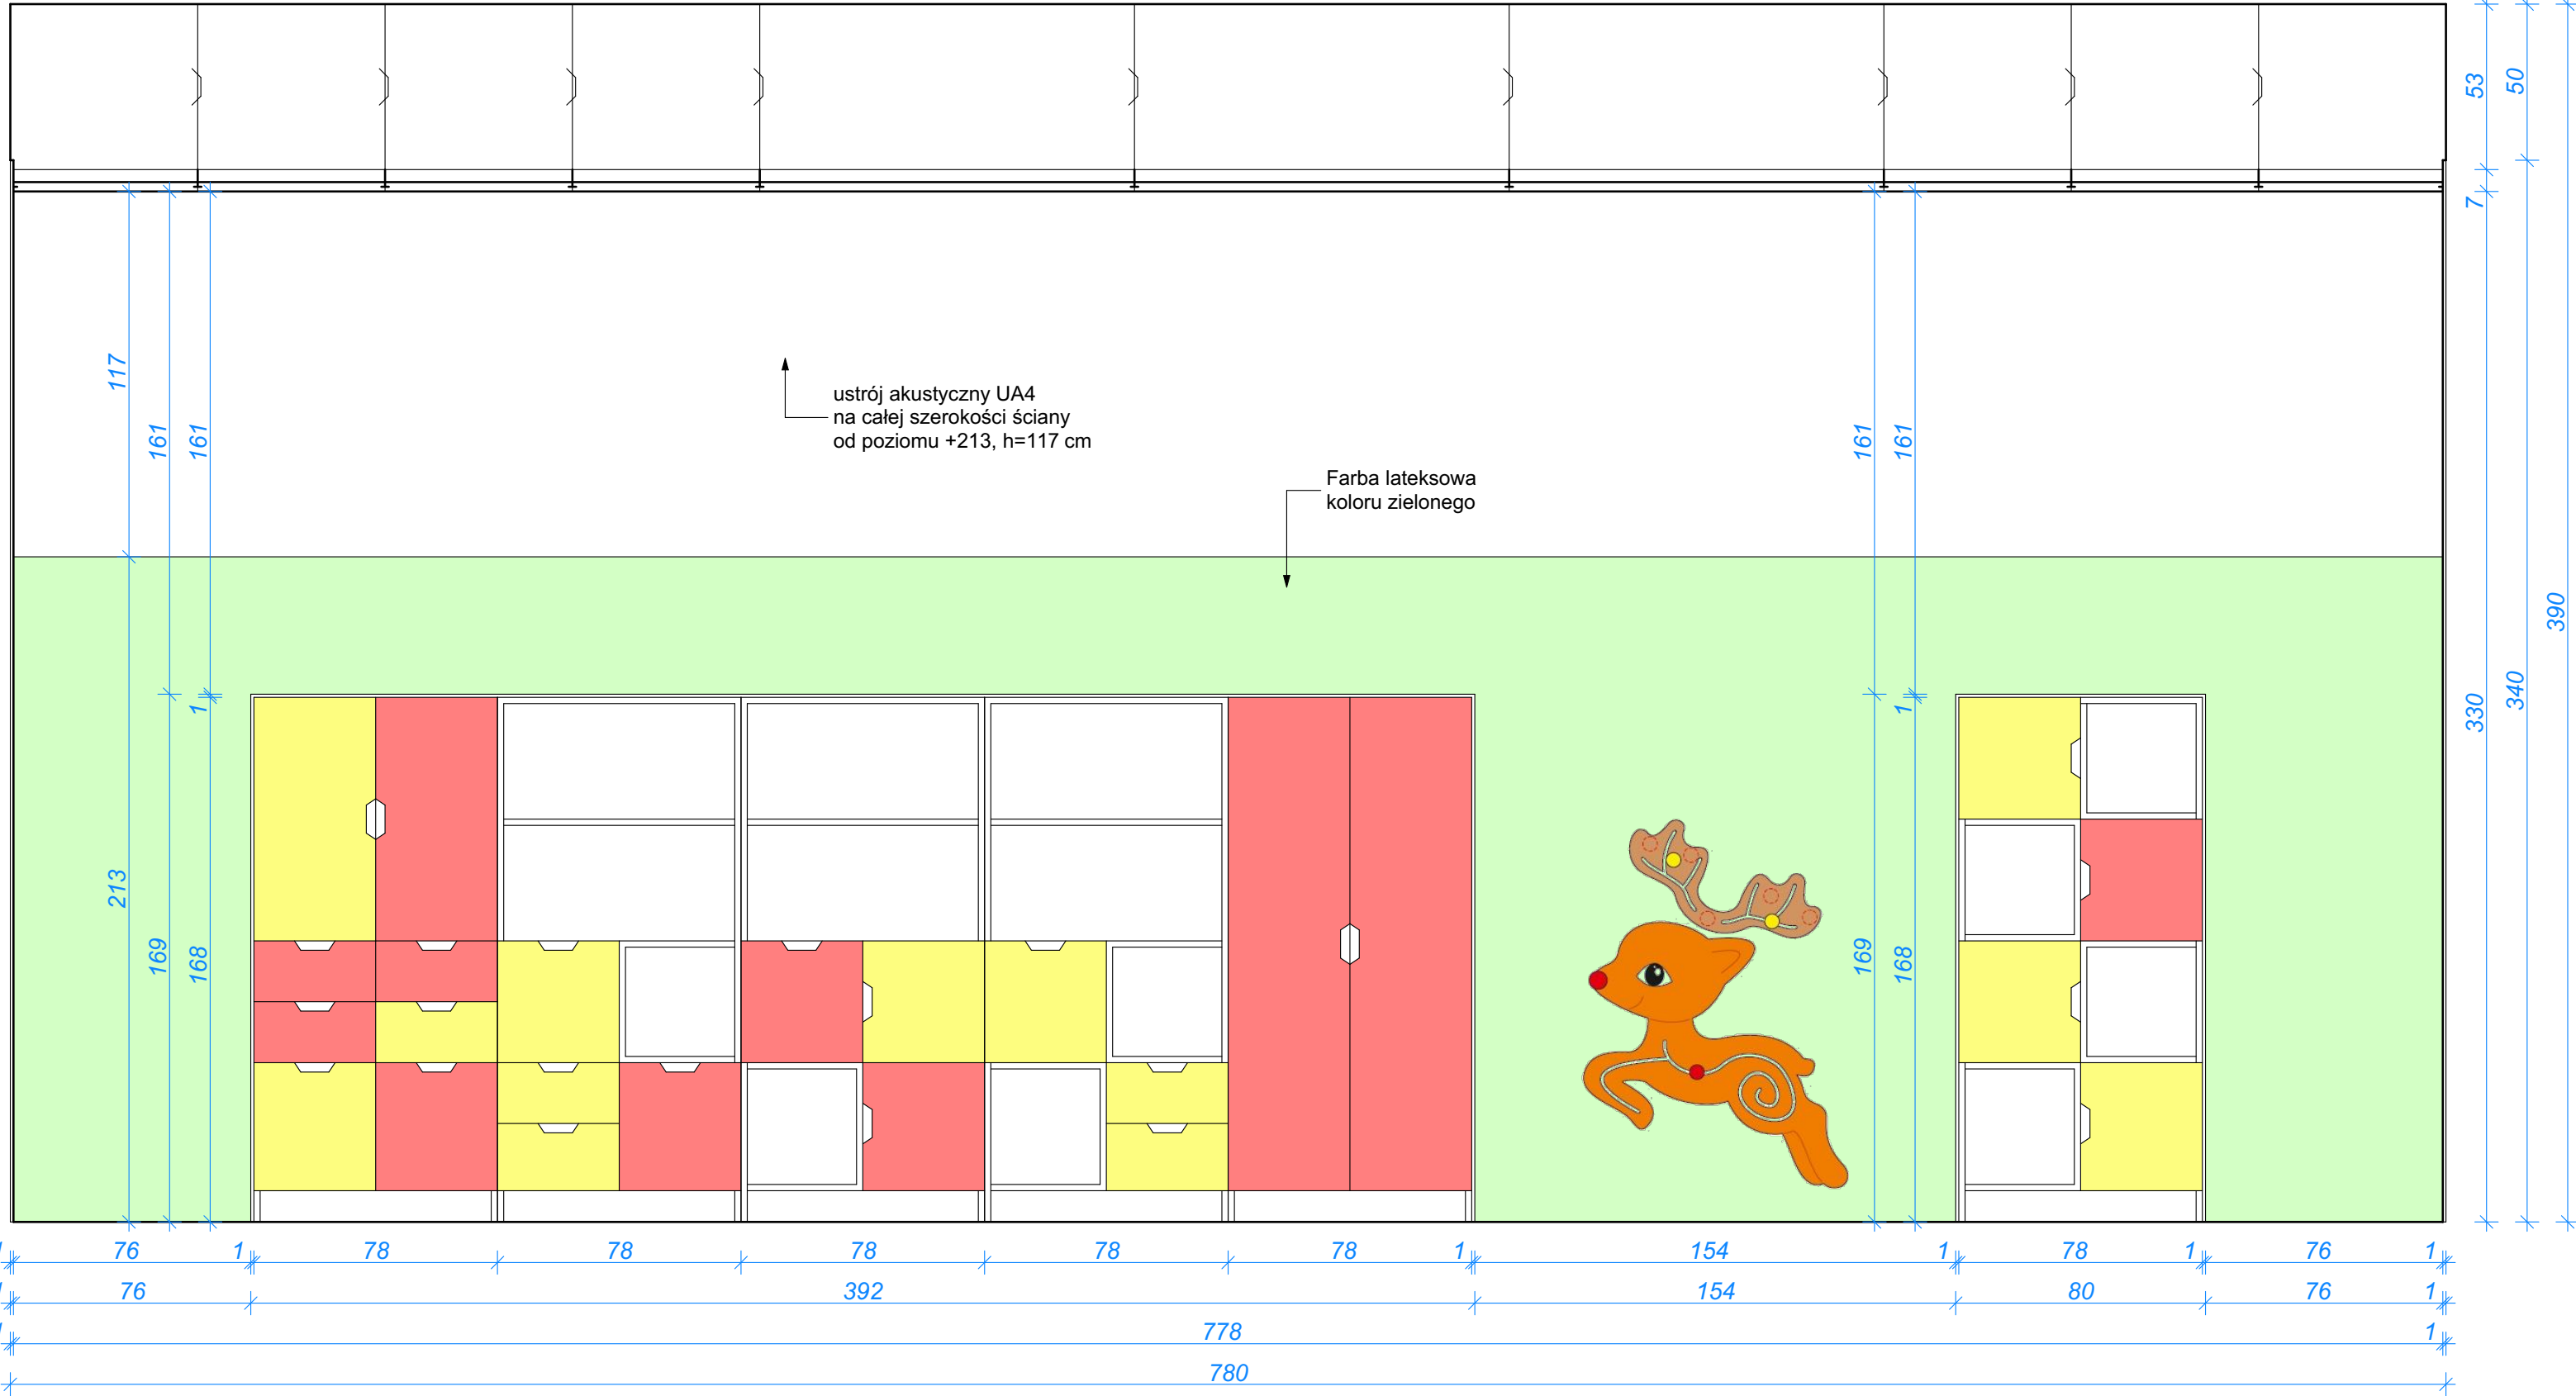 53
50
7
117
161
161
161
161
ustrój akustyczny UA4
na całej szerokości ściany
od poziomu +213, h=117 cm
Farba lateksowa
koloru zielonego
390
330
340
1
1
213
169
168
169
168
76 1 78 78 78 78 78 1 154 1 78 1 76 1
76 392 154 80 76 1
778 1
780